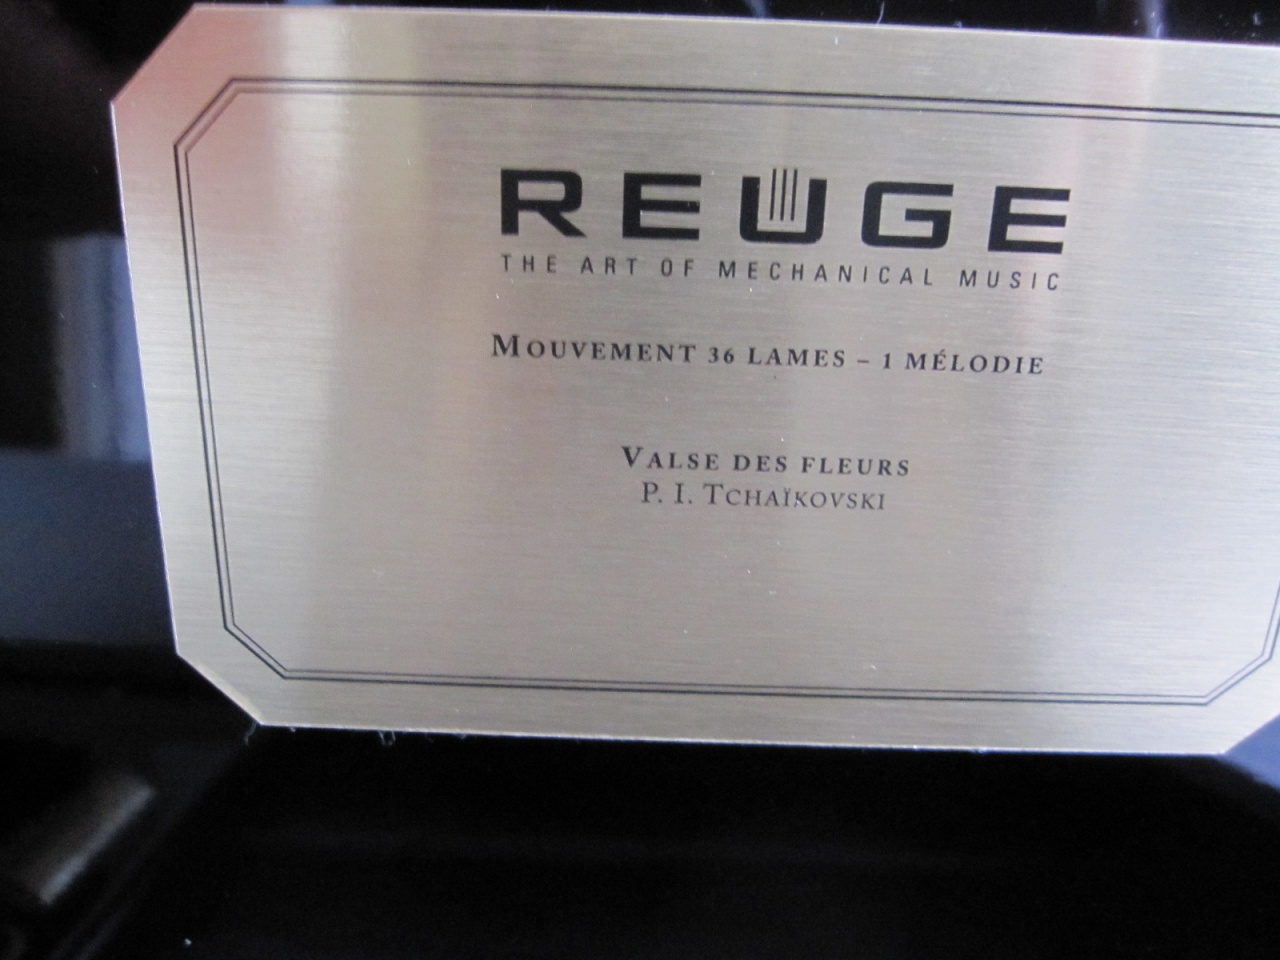 REUGE
THE ART OF MECHANICAL MUSIC
MOUVEMENT 36 LAMES – 1 MÉLODIE
VALSE DES FLEURS
P. I. TCHAÏKOVSKI